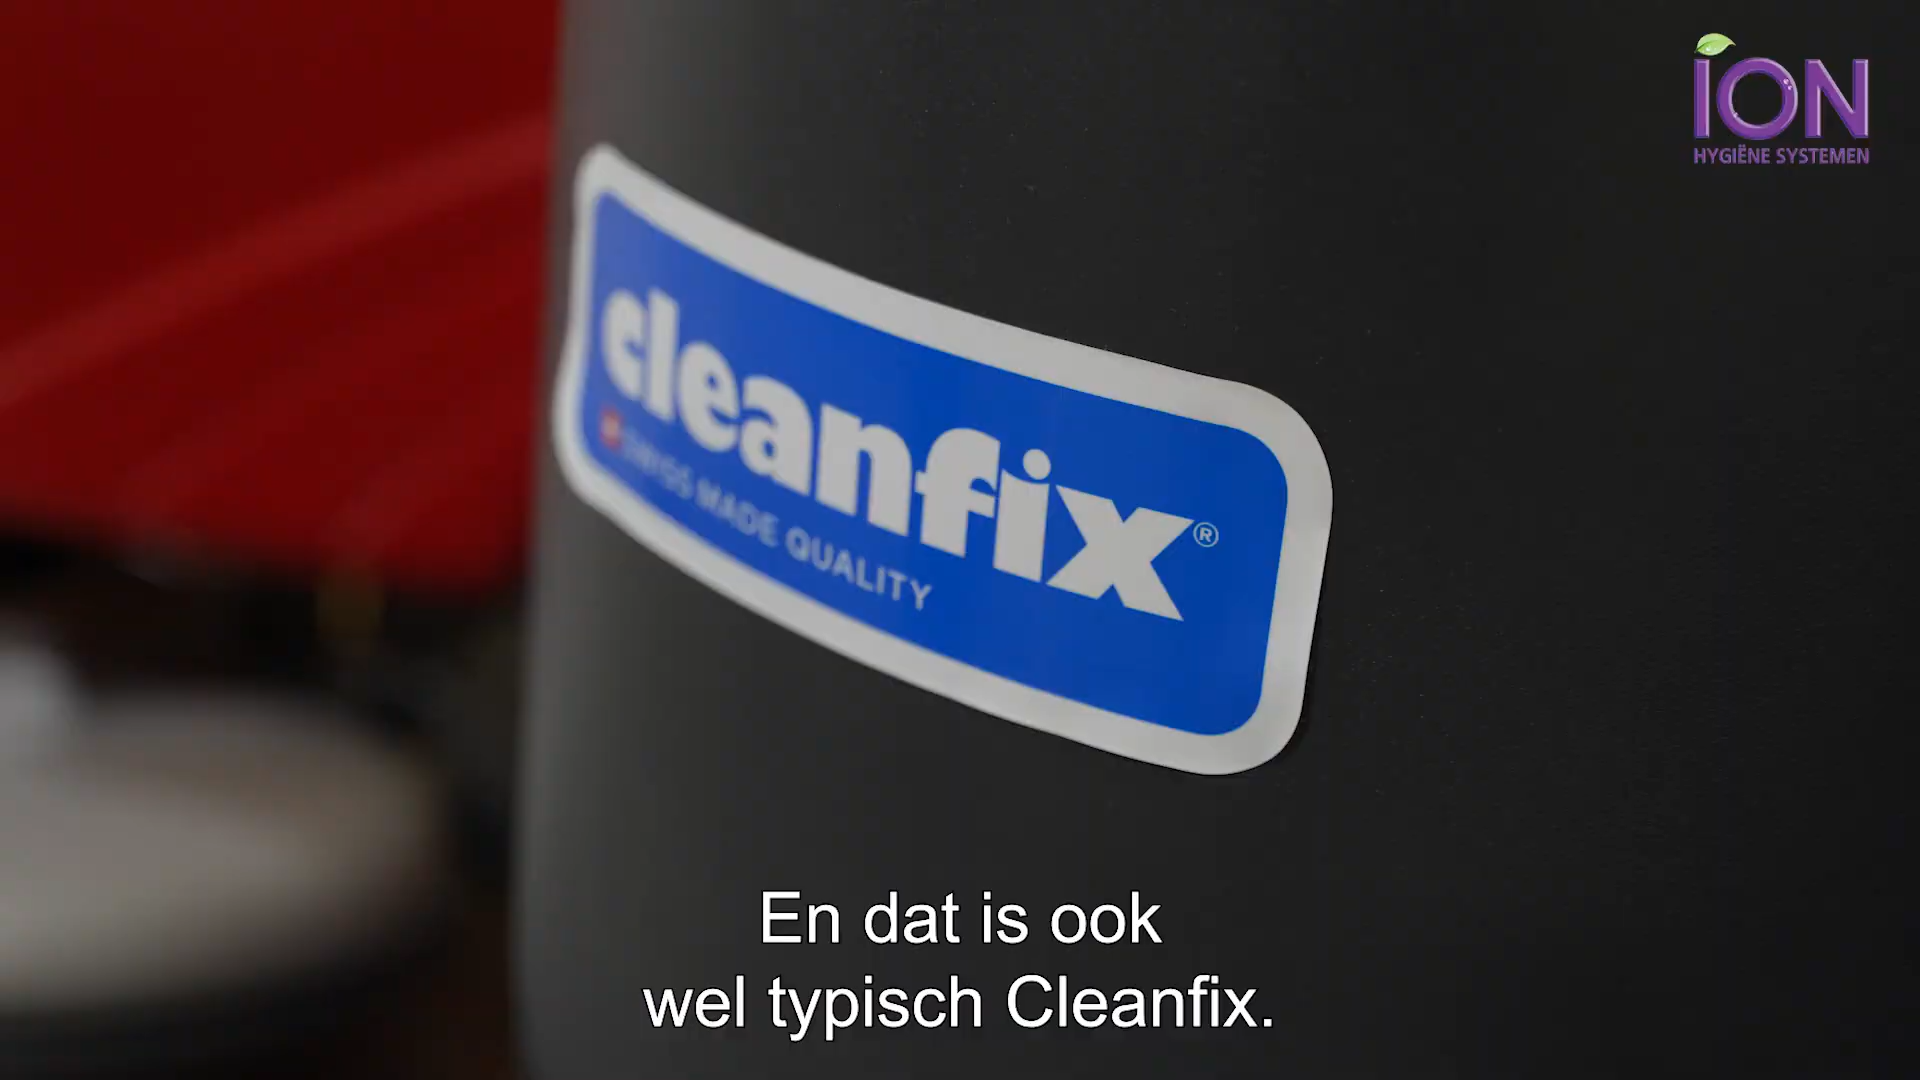 iON
HYGIËNE SYSTEMEN
cleanfix®
SWISS MADE QUALITY
En dat is ook
wel typisch Cleanfix.